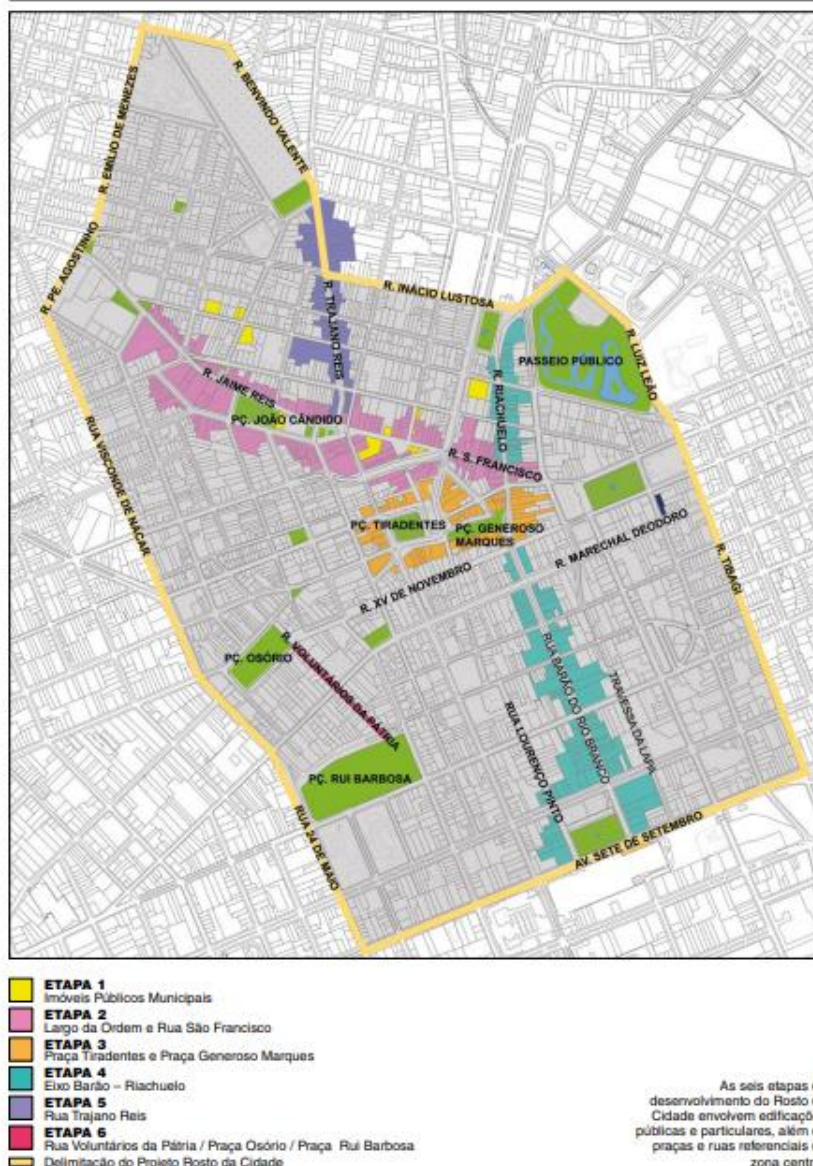 R. BENVINDO VALENTE
R. EMÍLIO DE MENEZES
R. PE. AGOSTINHO
R. TRAJANO REIS
R. INÁCIO LUSTOSA
PASSEIO PÚBLICO
R. LUIZ LEÃO
R. RIACHUELO
R. JAIME REIS
PÇ. JOÃO CÂNDIDO
R. S. FRANCISCO
RUA VISCONDE DE NÁCAR
PÇ. TIRADENTES
PÇ. GENEROSO
MARQUES
R. MARECHAL DEODORO
R. TIBAGI
R. XV DE NOVEMBRO
PÇ. OSÓRIO
R. VOLUNTÁRIOS DA PÁTRIA
RUA BARÃO DO RIO BRANCO
TRAVESSA DA LAPA
RUA LOURENÇO PINTO
PÇ. RUI BARBOSA
RUA 24 DE MAIO
AV. SETE DE SETEMBRO
ETAPA 1
Imóveis Públicos Municipais
ETAPA 2
Largo da Ordem e Rua São Francisco
ETAPA 3
Praça Tiradentes e Praça Generoso Marques
ETAPA 4
Eixo Barão – Riachuelo
ETAPA 5
Rua Trajano Reis
ETAPA 6
Rua Voluntários da Pátria / Praça Osório / Praça Rui Barbosa
Delimitação do Projeto Rosto da Cidade
As seis etapas
desenvolvimento do Rosto
Cidade envolvem
públicas e particulares, além
praças e ruas referenciais
zona